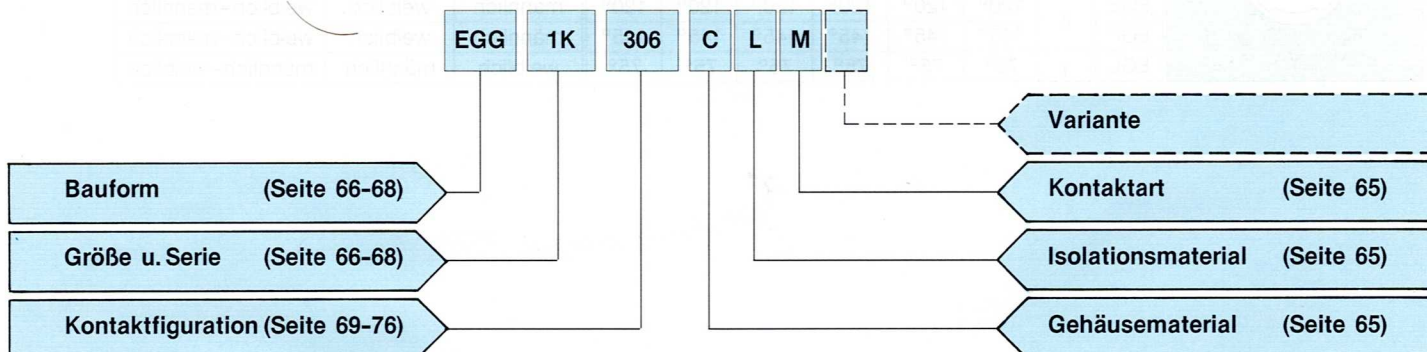 EGG 1K 306 C L M
Variante
Bauform (Seite 66-68)
Kontaktart (Seite 65)
Größe u. Serie (Seite 66-68)
Isolationsmaterial (Seite 65)
Kontaktfiguration (Seite 69-76)
Gehäusematerial (Seite 65)